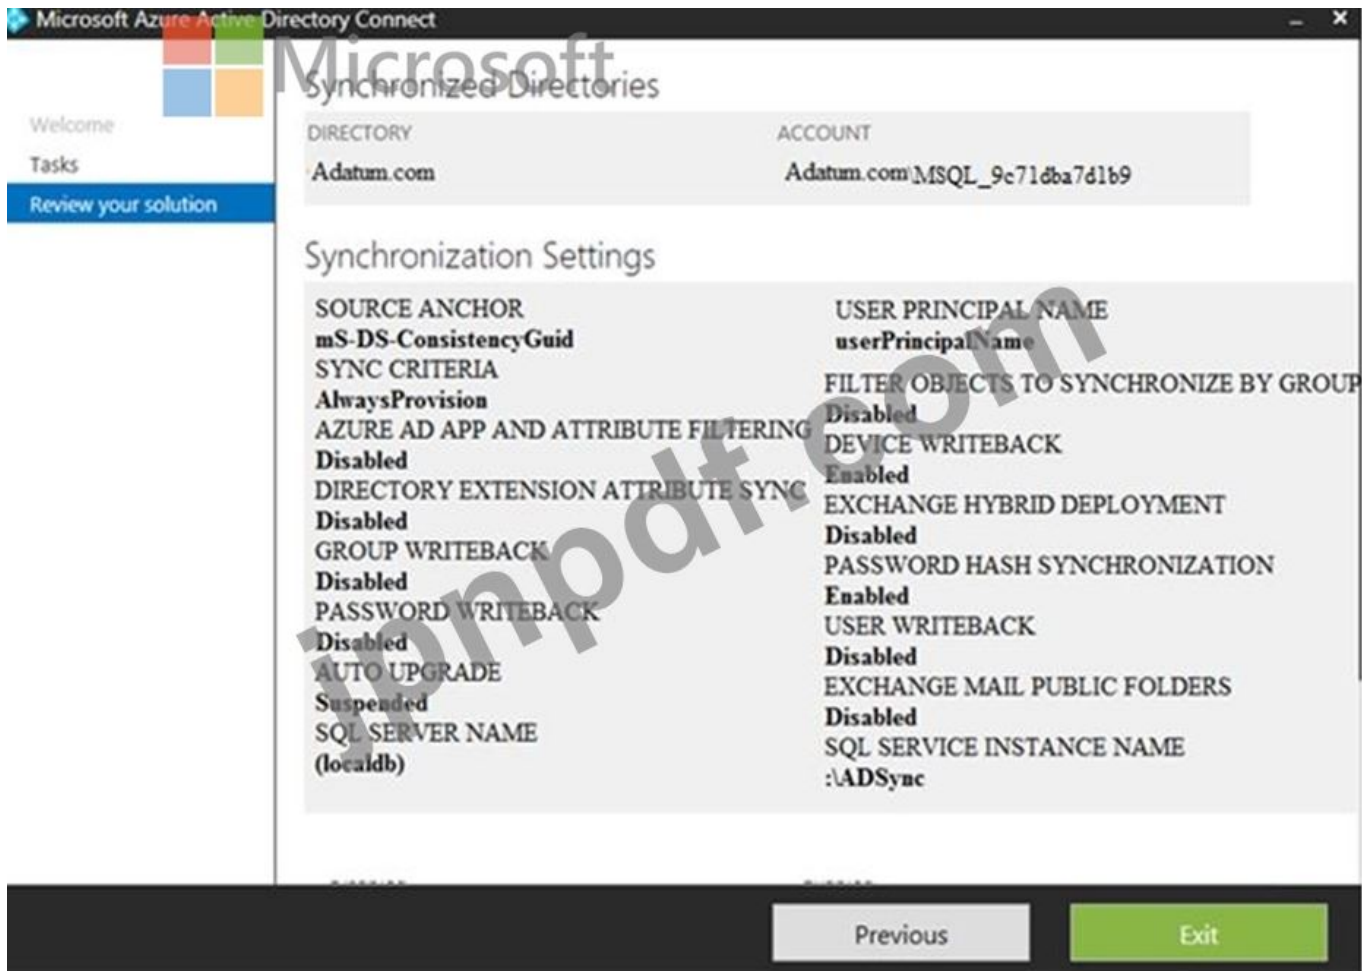 Microsoft Azure Active Directory Connect
Microsoft
Synchronized Directories
Welcome
Tasks
Review your solution
DIRECTORY
ACCOUNT
Adatum.com
Adatum.com\MSQL_9c71dba7d1b9
Synchronization Settings
SOURCE ANCHOR
mS-DS-ConsistencyGuid
SYNC CRITERIA
AlwaysProvision
AZURE AD APP AND ATTRIBUTE FILTERING
Disabled
DIRECTORY EXTENSION ATTRIBUTE SYNC
Disabled
GROUP WRITEBACK
Disabled
PASSWORD WRITEBACK
Disabled
AUTO UPGRADE
Suspended
SQL SERVER NAME
(localdb)
USER PRINCIPAL NAME
userPrincipalName
FILTER OBJECTS TO SYNCHRONIZE BY GROUP
Disabled
DEVICE WRITEBACK
Enabled
EXCHANGE HYBRID DEPLOYMENT
Disabled
PASSWORD HASH SYNCHRONIZATION
Enabled
USER WRITEBACK
Disabled
EXCHANGE MAIL PUBLIC FOLDERS
Disabled
SQL SERVICE INSTANCE NAME
:\ADSync
jpnpdf.com
Previous
Exit